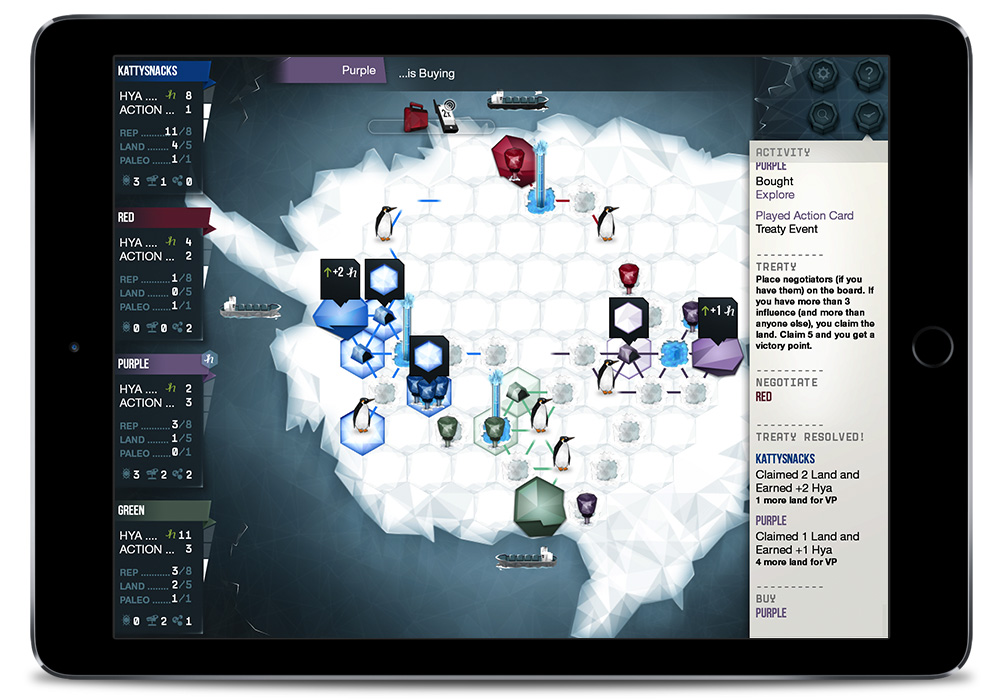 KATTYSNACKS
HYA .... 8
ACTION ... 1
REP ........ 11/8
LAND ....... 4/5
PALEO ...... 1/1
3 1 0
RED
HYA .... 4
ACTION ... 2
REP .......... 1/8
LAND ....... 0/5
PALEO ...... 1/1
0 0 2
PURPLE
HYA .... 2
ACTION ... 3
REP .......... 3/8
LAND ....... 1/5
PALEO ...... 0/1
3 2 2
GREEN
HYA .... 11
ACTION ... 3
REP .......... 3/8
LAND ....... 2/5
PALEO ...... 1/1
0 2 1
Purple ...is Buying
2x
+2
+1
?
ACTIVITY
PURPLE
Bought
Explore
Played Action Card
Treaty Event
----------
TREATY
Place negotiators (if you
have them) on the board. If
you have more than 3
influence (and more than
anyone else), you claim the
land. Claim 5 and you get a
victory point.
----------
NEGOTIATE
RED
----------
TREATY RESOLVED!
KATTYSNACKS
Claimed 2 Land and
Earned +2 Hya
1 more land for VP
PURPLE
Claimed 1 Land and
Earned +1 Hya
4 more land for VP
----------
BUY
PURPLE